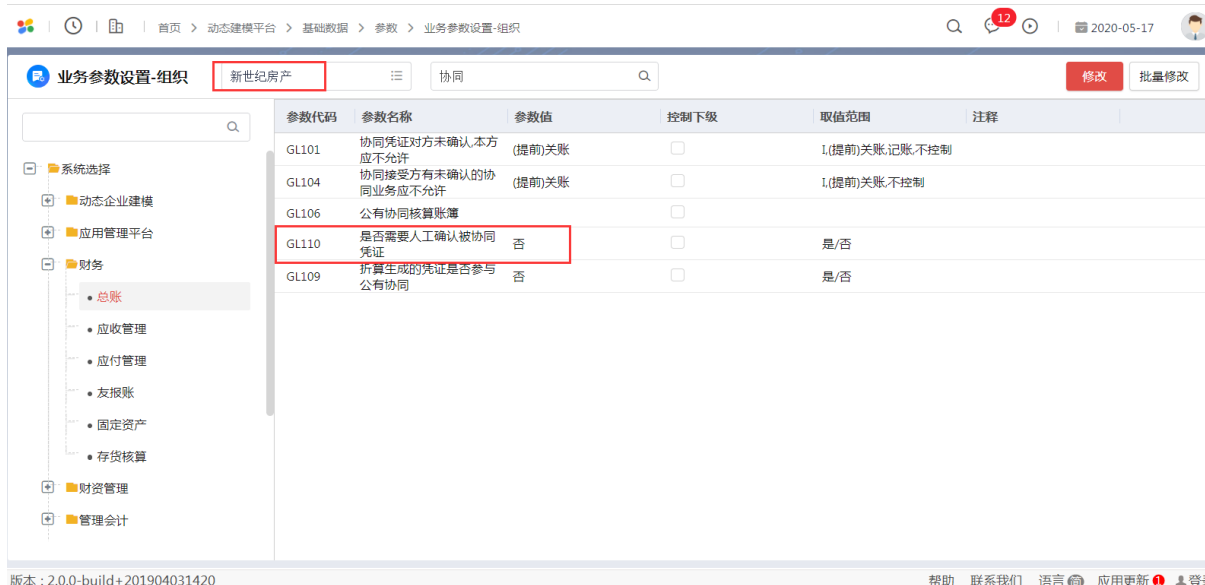 首页 > 动态建模平台 > 基础数据 > 参数 > 业务参数设置-组织
12
2020-05-17
业务参数设置-组织
新世纪房产
协同
修改
批量修改
系统选择
动态企业建模
应用管理平台
财务
总账
应收管理
应付管理
友报账
固定资产
存货核算
财资管理
管理会计
参数代码 参数名称 参数值 控制下级 取值范围 注释
GL101 协同凭证对方未确认,本方应不允许 (提前)关账 I,(提前)关账,记账,不控制
GL104 协同接受方有未确认的协同业务应不允许 (提前)关账 I,(提前)关账,不控制
GL106 公有协同核算账簿
GL110 是否需要人工确认被协同凭证 否 是/否
GL109 折算生成的凭证是否参与公有协同 否 是/否
版本 : 2.0.0-build+201904031420
帮助 联系我们 语言 简 应用更新 1 登